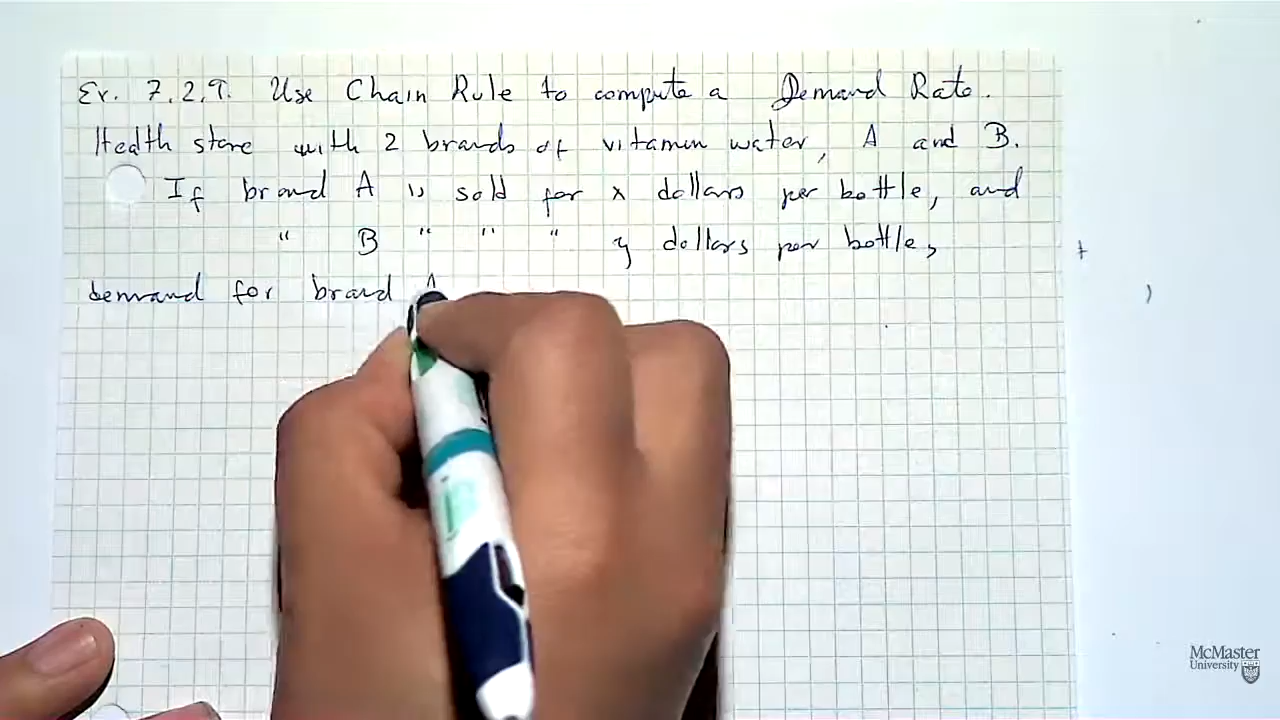 Ex. 7.2.9. Use Chain Rule to compute a Demand Rate.
Health store with 2 brands of vitamin water, A and B.
If brand A is sold for x dollars per bottle, and
" B " " " y dollars per bottle,
demand for brand A
McMaster
University